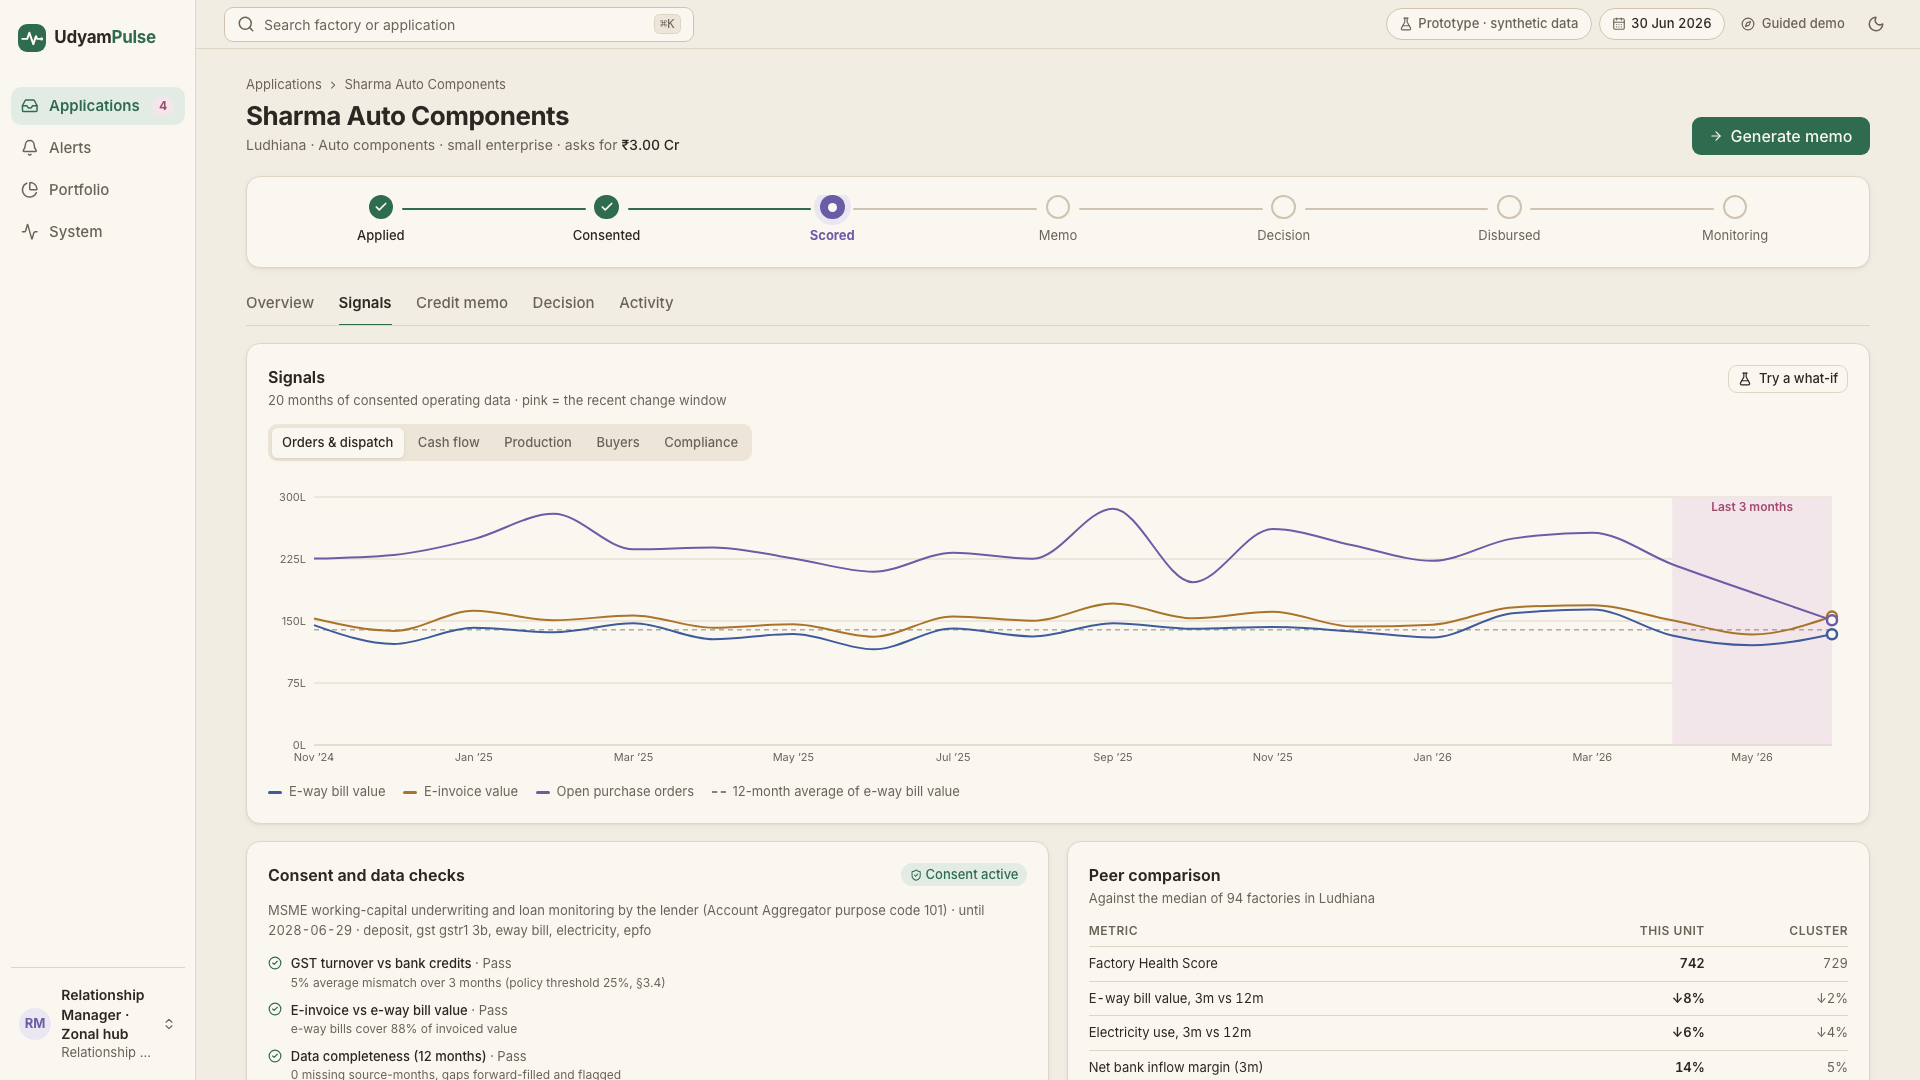 UdyamPulse
Search factory or application
⌘K
Prototype · synthetic data
30 Jun 2026
Guided demo
Applications 4
Alerts
Portfolio
System
Applications › Sharma Auto Components
Sharma Auto Components
Ludhiana · Auto components · small enterprise · asks for ₹3.00 Cr
Generate memo
Applied
Consented
Scored
Memo
Decision
Disbursed
Monitoring
Overview
Signals
Credit memo
Decision
Activity
Signals
20 months of consented operating data · pink = the recent change window
Try a what-if
Orders & dispatch
Cash flow
Production
Buyers
Compliance
300L
225L
150L
75L
0L
Last 3 months
Nov ’24
Jan ’25
Mar ’25
May ’25
Jul ’25
Sep ’25
Nov ’25
Jan ’26
Mar ’26
May ’26
E-way bill value
E-invoice value
Open purchase orders
12-month average of e-way bill value
Consent and data checks
Consent active
MSME working-capital underwriting and loan monitoring by the lender (Account Aggregator purpose code 101) · until
2028-06-29 · deposit, gst gstr1 3b, eway bill, electricity, epfo
GST turnover vs bank credits · Pass
5% average mismatch over 3 months (policy threshold 25%, §3.4)
E-invoice vs e-way bill value · Pass
e-way bills cover 88% of invoiced value
Data completeness (12 months) · Pass
0 missing source-months, gaps forward-filled and flagged
Peer comparison
Against the median of 94 factories in Ludhiana
METRIC THIS UNIT CLUSTER
Factory Health Score 742 729
E-way bill value, 3m vs 12m ↓8% ↓2%
Electricity use, 3m vs 12m ↓6% ↓4%
Net bank inflow margin (3m) 14% 5%
RM
Relationship
Manager ·
Zonal hub
Relationship ...